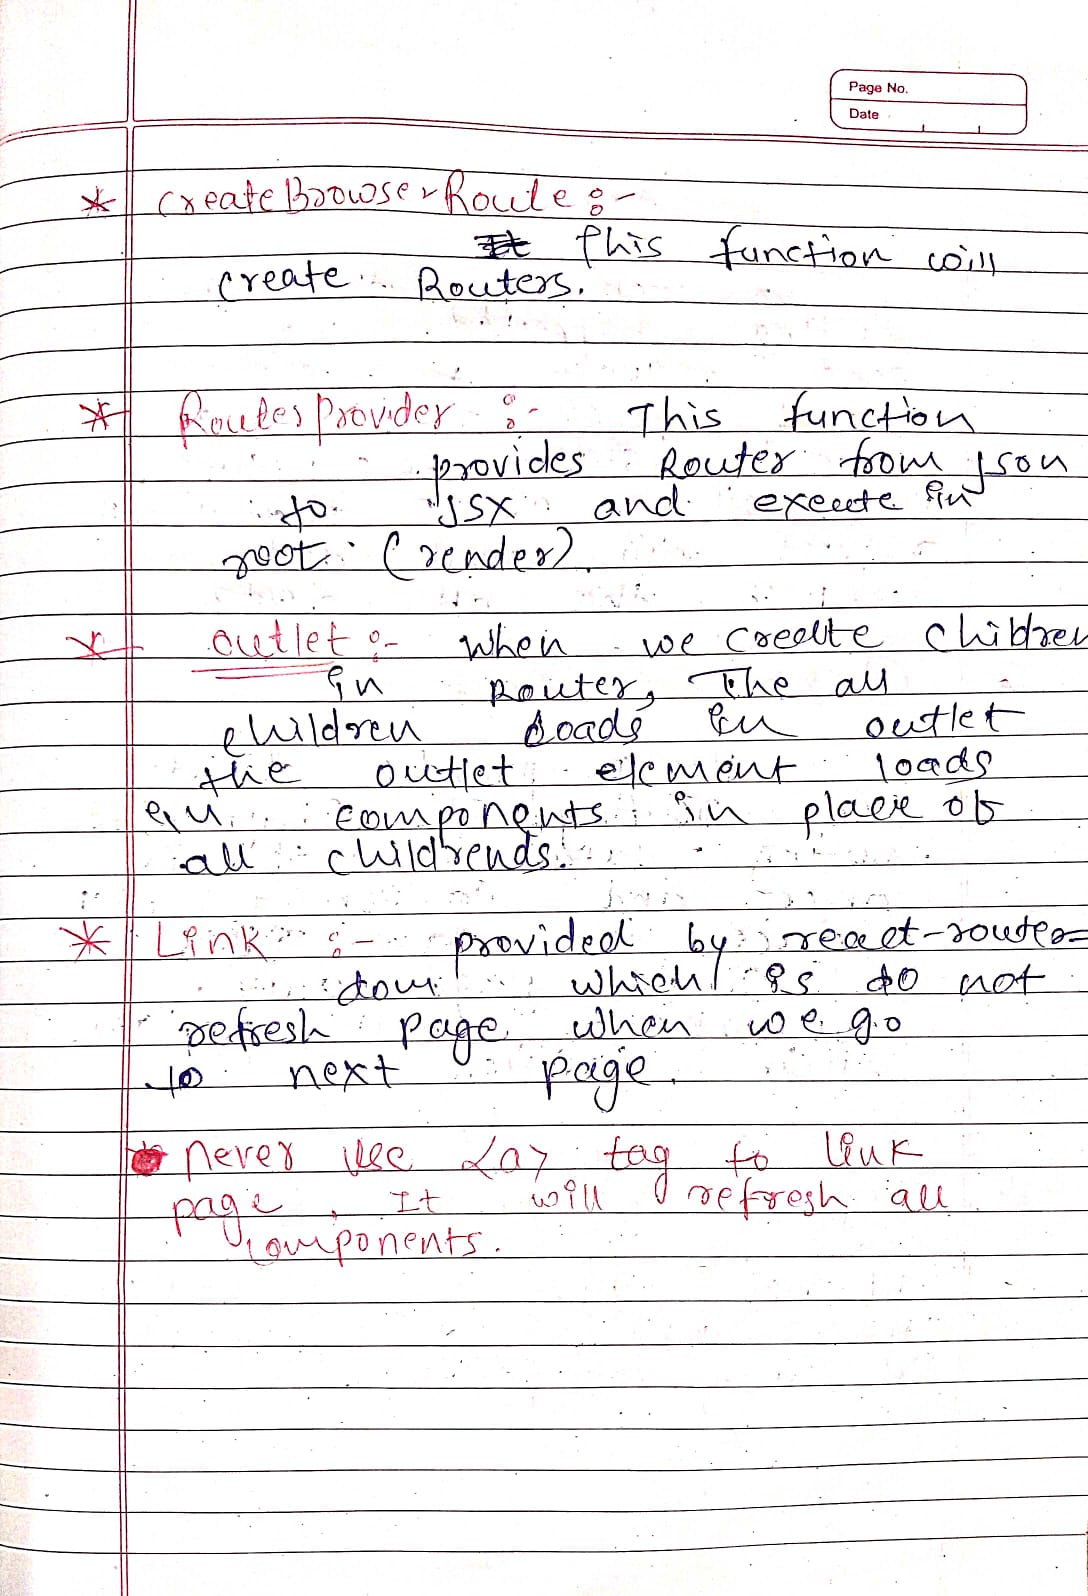 Page No.
Date
* CreateBrowserRoute :-
This function will
create Routers.
* Routes Provider :- This function
provides Router from json
to JSX and execute in
root (render).
* outlet :- when we create children
in Router, The all
children loads in outlet
the outlet element loads
in components in place of
all childrends.
* Link :- provided by react-router-
dom which is do not
refresh page when we go
to next page.
never use <a> tag to link
page, It will refresh all
components.